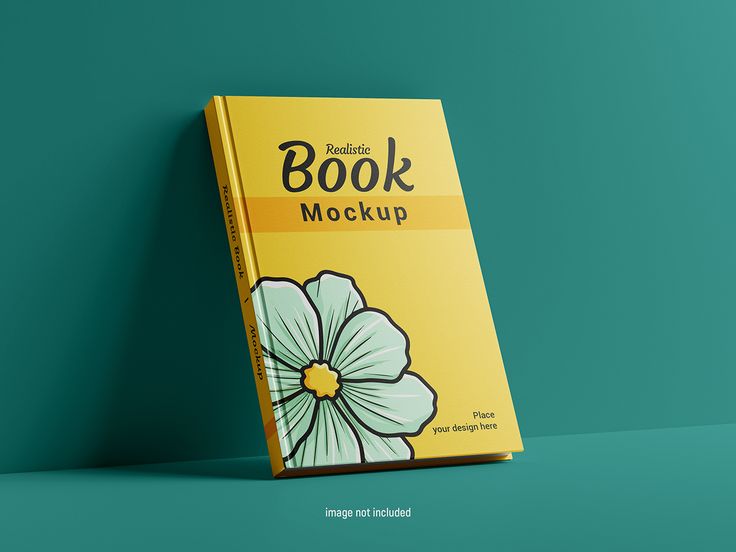 Realistic
Book
Mockup
Place
your design here
Realistic Book \ Mockup
image not included